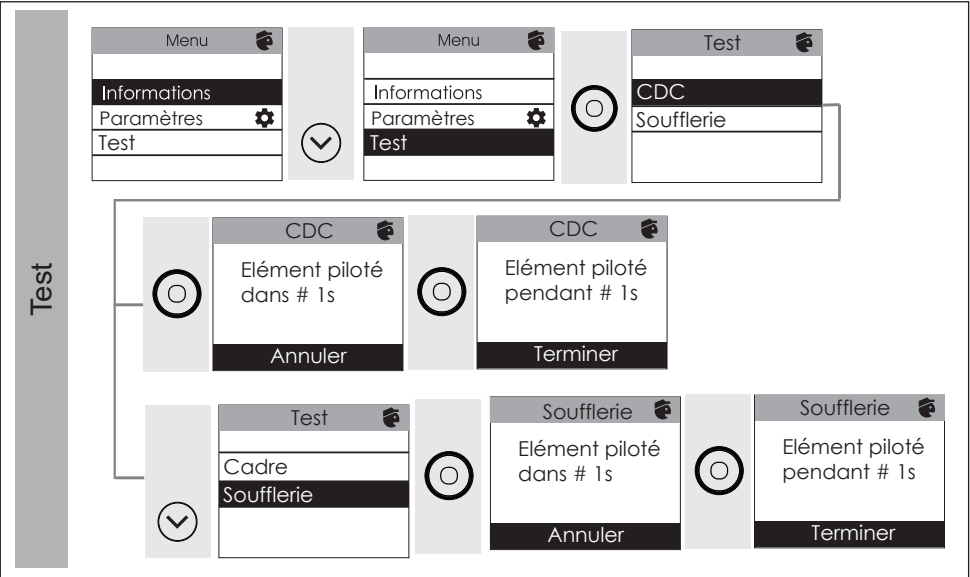 Test
Menu
Informations
Paramètres
Test
Menu
Informations
Paramètres
Test
Test
CDC
Soufflerie
CDC
Elément piloté
dans # 1s
Annuler
CDC
Elément piloté
pendant # 1s
Terminer
Test
Cadre
Soufflerie
Soufflerie
Elément piloté
dans # 1s
Annuler
Soufflerie
Elément piloté
pendant # 1s
Terminer